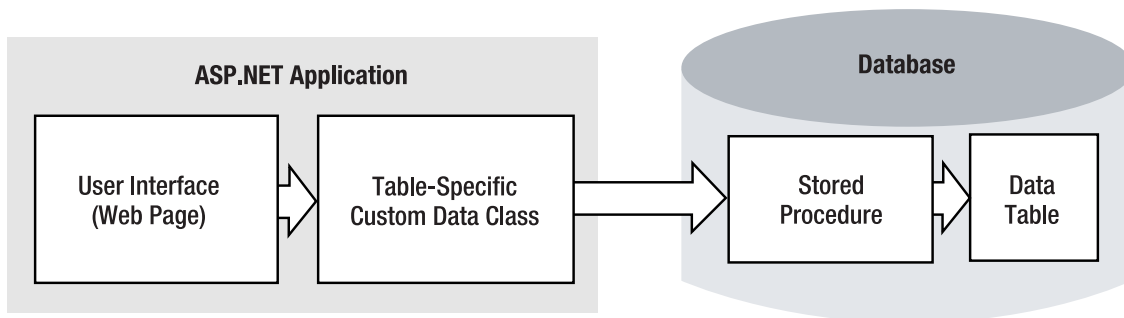 ASP.NET Application
User Interface
(Web Page)
Table-Specific
Custom Data Class
Database
Stored
Procedure
Data
Table